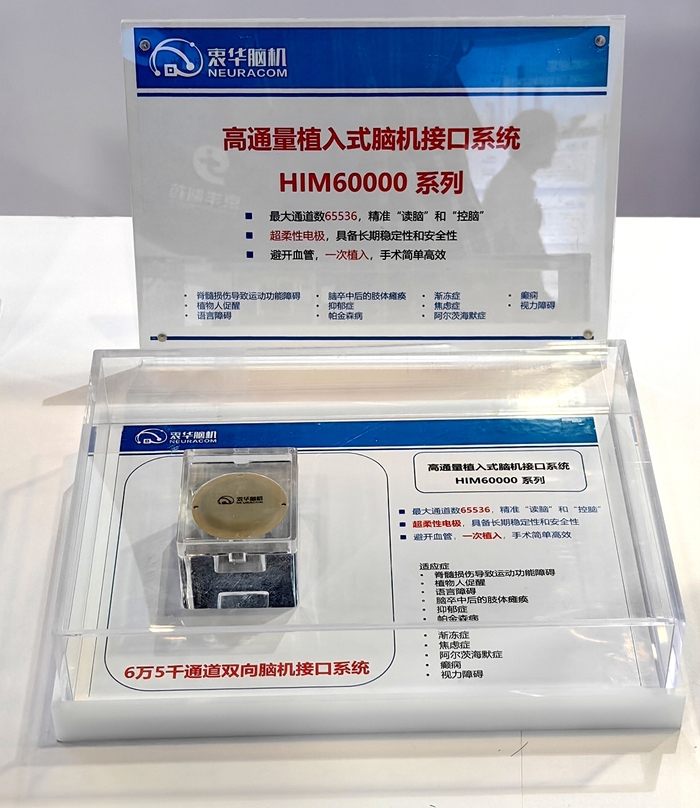 衷华脑机
NEURACOM
高通量植入式脑机接口系统
HIM60000 系列
■ 最大通道数65536，精准“读脑”和“控脑”
■ 超柔性电极，具备长期稳定性和安全性
■ 避开血管，一次植入，手术简单高效
• 脊髓损伤导致运动功能障碍 • 脑卒中后的肢体瘫痪 • 渐冻症 • 癫痫
• 植物人促醒 • 抑郁症 • 焦虑症 • 视力障碍
• 语言障碍 • 帕金森病 • 阿尔茨海默症
衷华脑机
NEURACOM
衷华脑机
NEURACOM
6万5千通道双向脑机接口系统
高通量植入式脑机接口系统
HIM60000 系列
■ 最大通道数65536，精准“读脑”和“控脑”
■ 超柔性电极，具备长期稳定性和安全性
■ 避开血管，一次植入，手术简单高效
适应症
• 脊髓损伤导致运动功能障碍
• 植物人促醒
• 语言障碍
• 脑卒中后的肢体瘫痪
• 抑郁症
• 帕金森病
• 渐冻症
• 焦虑症
• 阿尔茨海默症
• 癫痫
• 视力障碍